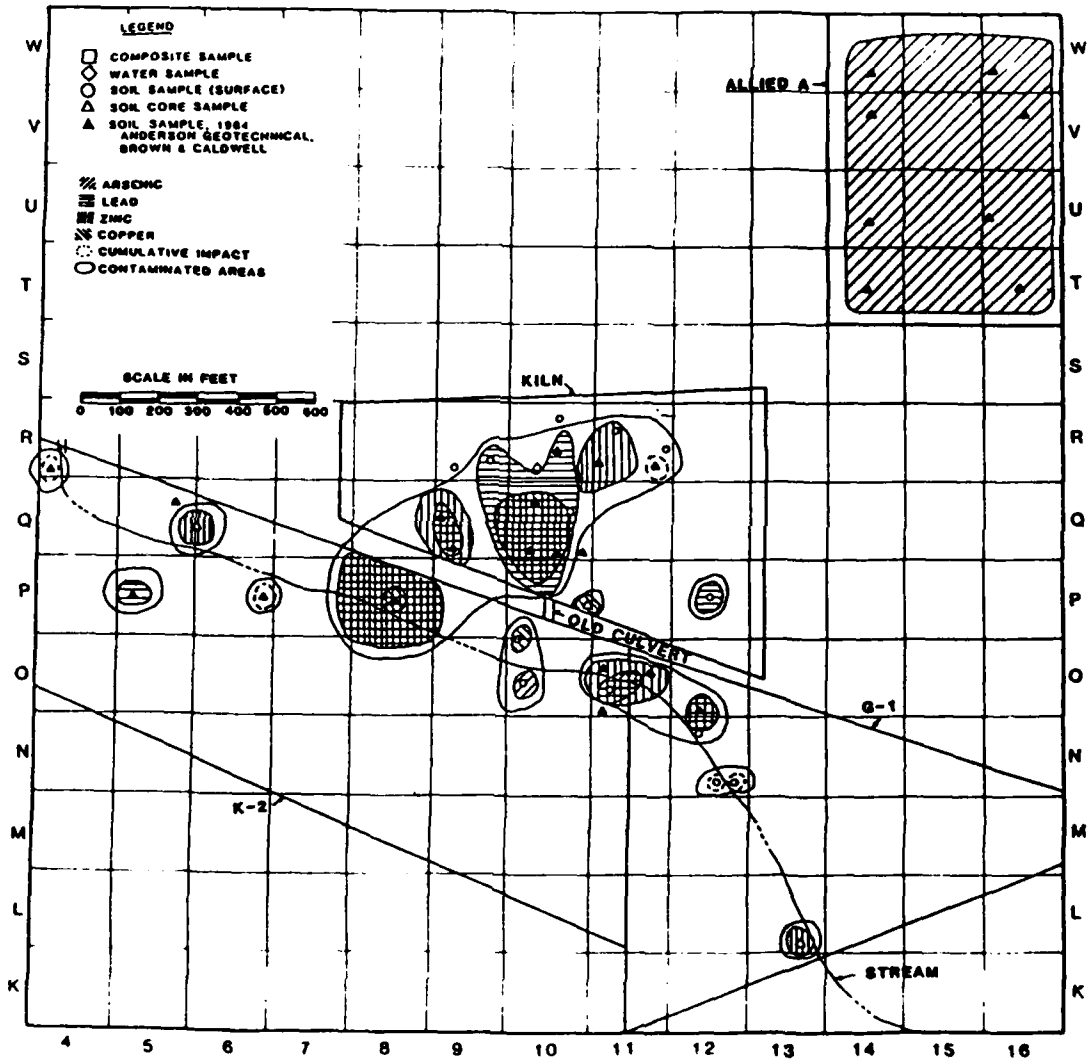 LEGEND
COMPOSITE SAMPLE
WATER SAMPLE
SOIL SAMPLE (SURFACE)
SOIL CORE SAMPLE
SOIL SAMPLE, 1984
ANDERSON GEOTECHNICAL,
BROWN & CALDWELL
ARSENIC
LEAD
ZINC
COPPER
CUMULATIVE IMPACT
CONTAMINATED AREAS
SCALE IN FEET
0 100 200 300 400 500 600
ALLIED A
KILN
OLD CULVERT
G-1
K-2
STREAM
W
V
U
T
S
R
Q
P
O
N
M
L
K
W
V
U
T
S
R
Q
P
O
N
M
L
K
4 5 6 7 8 9 10 11 12 13 14 15 16